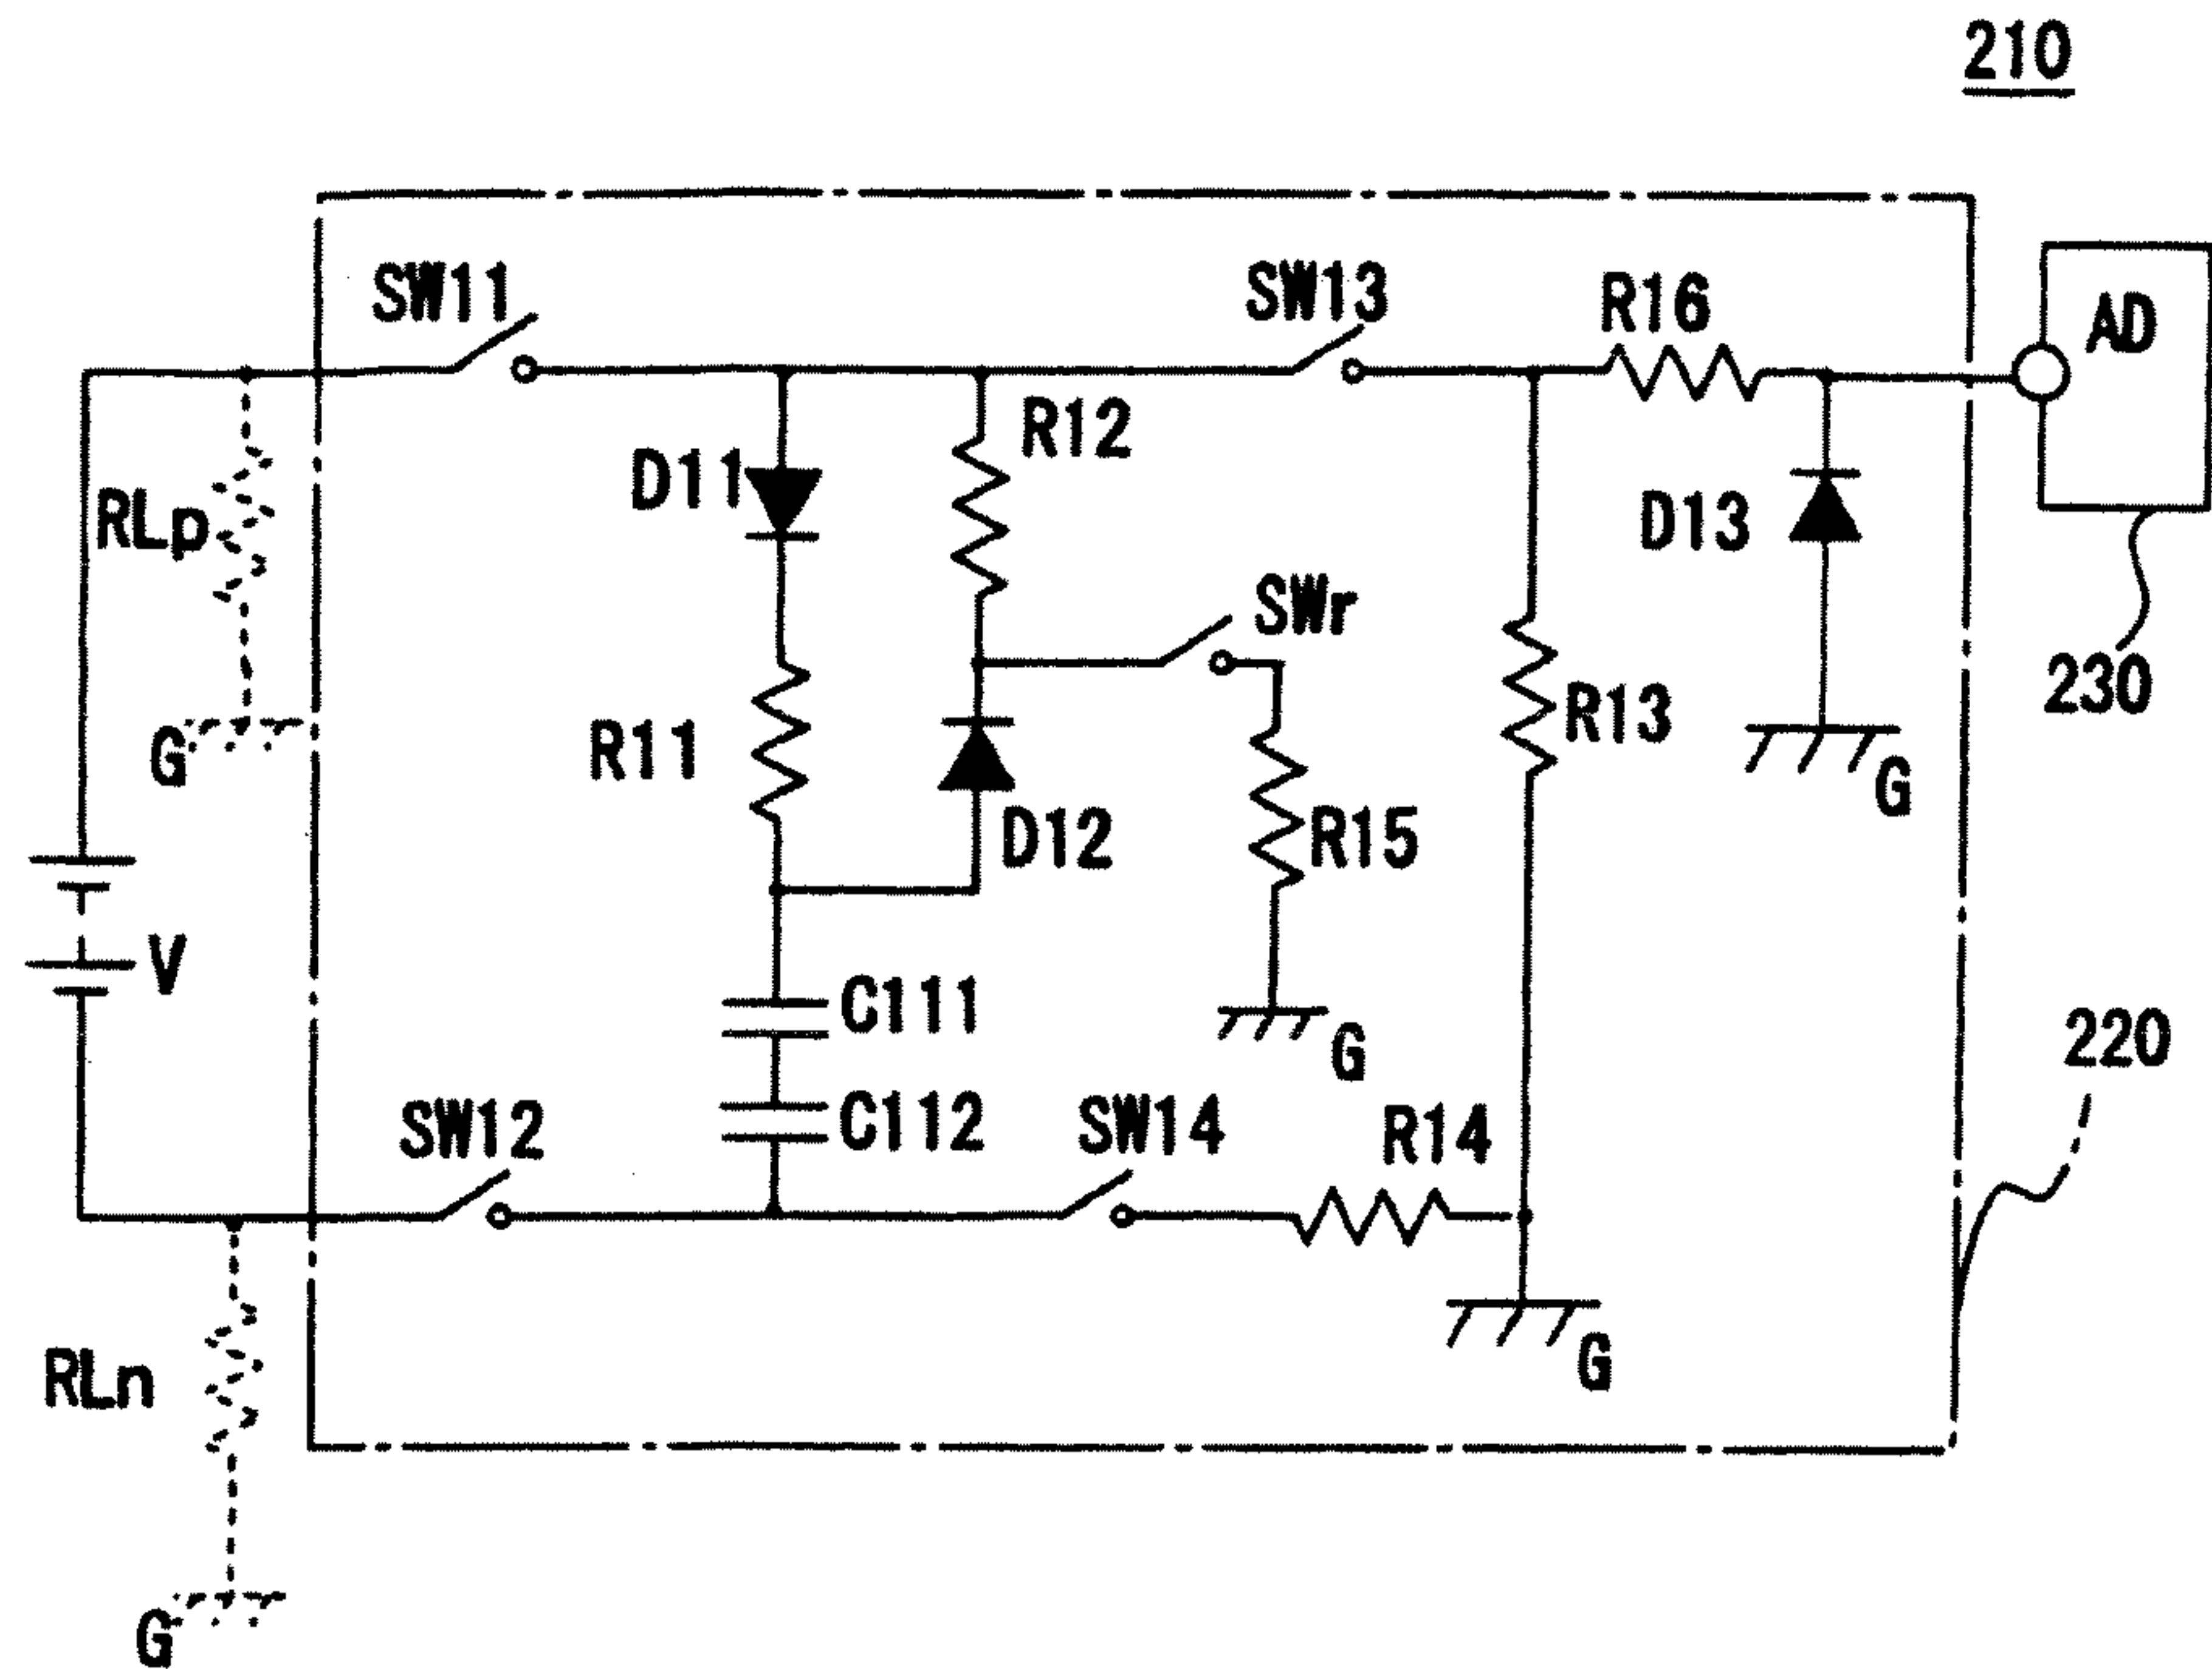 210
SW11
SW13
R16
AD
R12
D11
RLp
D13
SWr
230
R13
R11
G
G
D12
R15
V
C111
220
G
C112
SW12
SW14
R14
RLn
G
G